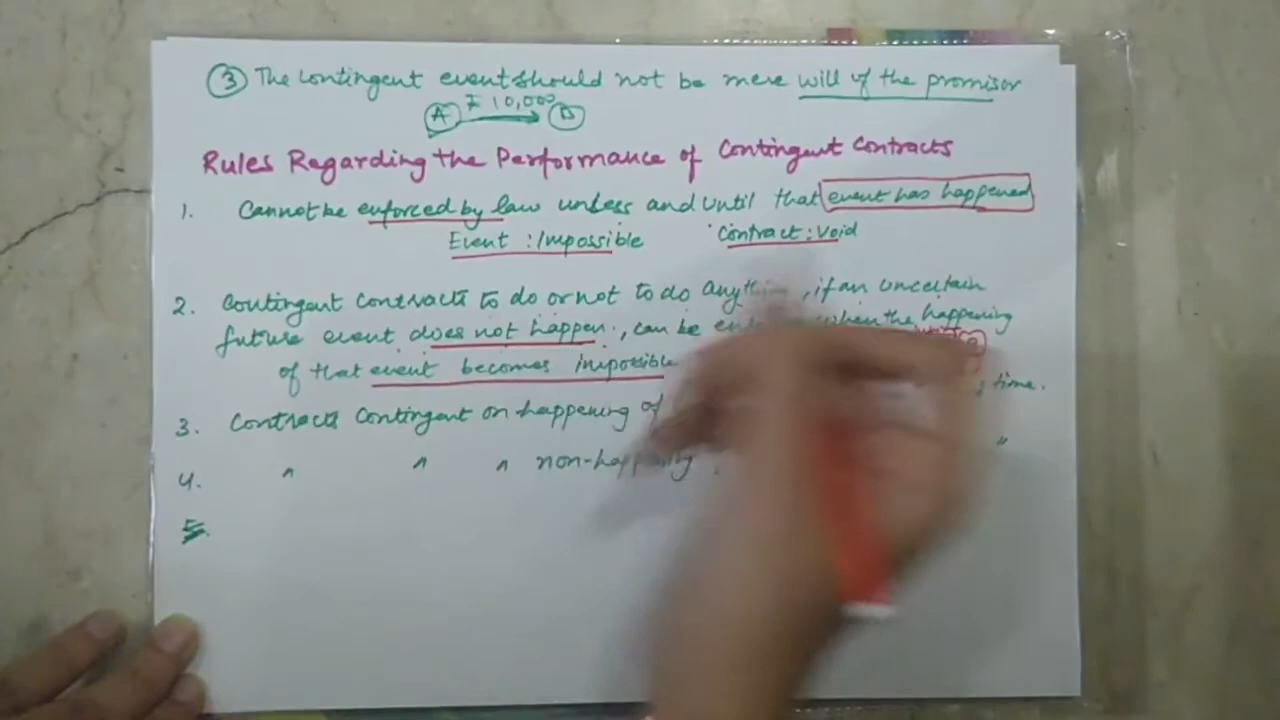 ③ The Contingent event should not be mere will of the promisor
A ₹ 10,000 B
Rules Regarding the Performance of Contingent Contracts
1. Cannot be enforced by law unless and until that event has happened
Event : Impossible Contract : Void
2. Contingent Contracts to do or not to do anything, if an uncertain
future event does not happen, can be when the happening
of that event becomes impossible
time.
3. Contracts Contingent on happening of
4. " " " non-happening "
5.